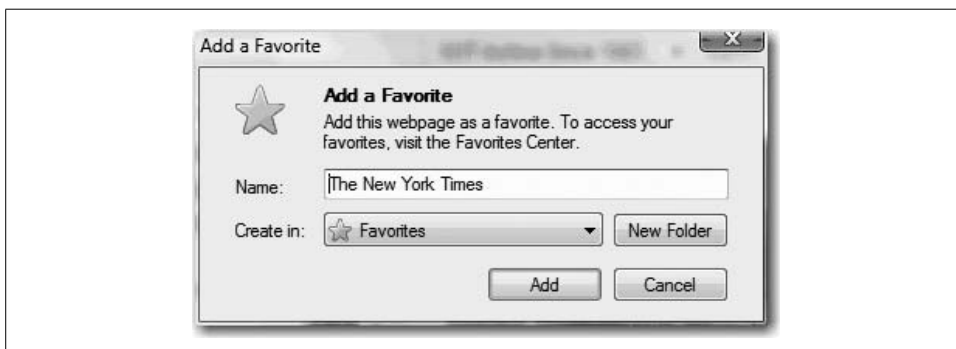 Add a Favorite
Add a Favorite
Add this webpage as a favorite. To access your
favorites, visit the Favorites Center.
Name: The New York Times
Create in: Favorites New Folder
Add Cancel